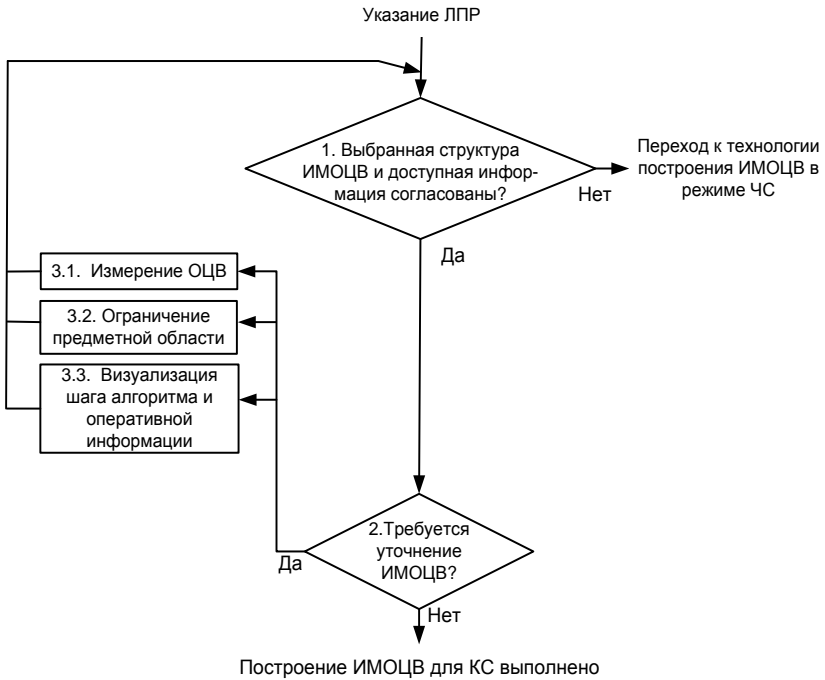 Указание ЛПР
1. Выбранная структура
ИМОЦВ и доступная инфор-
мация согласованы?
Переход к технологии
построения ИМОЦВ в
режиме ЧС
Нет
Да
3.1.  Измерение ОЦВ
3.2. Ограничение
предметной области
3.3.  Визуализация
шага алгоритма и
оперативной
информации
2.Требуется
уточнение
ИМОЦВ?
Да
Нет
Построение ИМОЦВ для КС выполнено